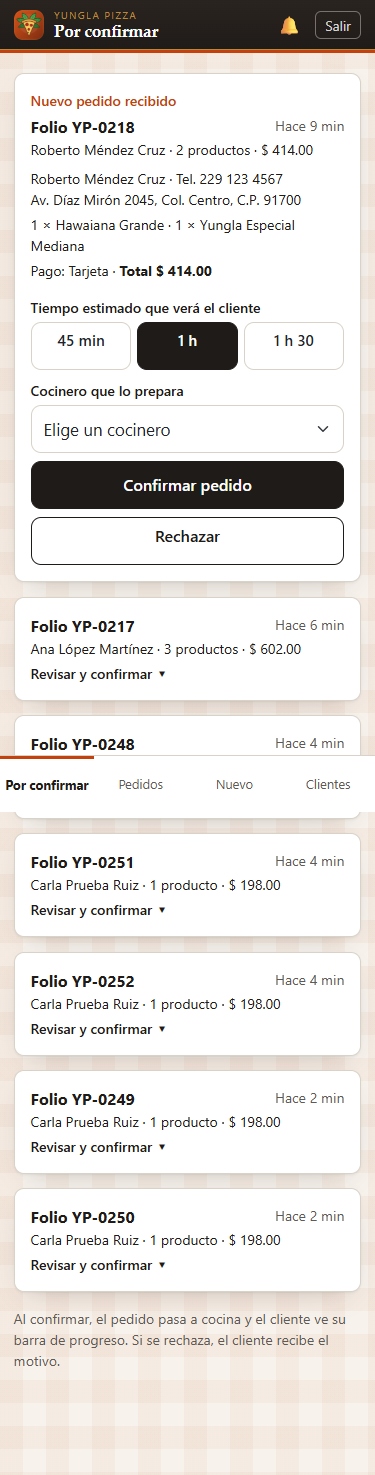 YUNGLA PIZZA
Por confirmar
Salir
Nuevo pedido recibido
Folio YP-0218
Hace 9 min
Roberto Méndez Cruz · 2 productos · $ 414.00
Roberto Méndez Cruz · Tel. 229 123 4567
Av. Díaz Mirón 2045, Col. Centro, C.P. 91700
1 × Hawaiana Grande · 1 × Yungla Especial
Mediana
Pago: Tarjeta · Total $ 414.00
Tiempo estimado que verá el cliente
45 min
1 h
1 h 30
Cocinero que lo prepara
Elige un cocinero
Confirmar pedido
Rechazar
Folio YP-0217
Hace 6 min
Ana López Martínez · 3 productos · $ 602.00
Revisar y confirmar ▼
Folio YP-0248
Hace 4 min
Por confirmar
Pedidos
Nuevo
Clientes
Folio YP-0251
Hace 4 min
Carla Prueba Ruiz · 1 producto · $ 198.00
Revisar y confirmar ▼
Folio YP-0252
Hace 4 min
Carla Prueba Ruiz · 1 producto · $ 198.00
Revisar y confirmar ▼
Folio YP-0249
Hace 2 min
Carla Prueba Ruiz · 1 producto · $ 198.00
Revisar y confirmar ▼
Folio YP-0250
Hace 2 min
Carla Prueba Ruiz · 1 producto · $ 198.00
Revisar y confirmar ▼
Al confirmar, el pedido pasa a cocina y el cliente ve su
barra de progreso. Si se rechaza, el cliente recibe el
motivo.